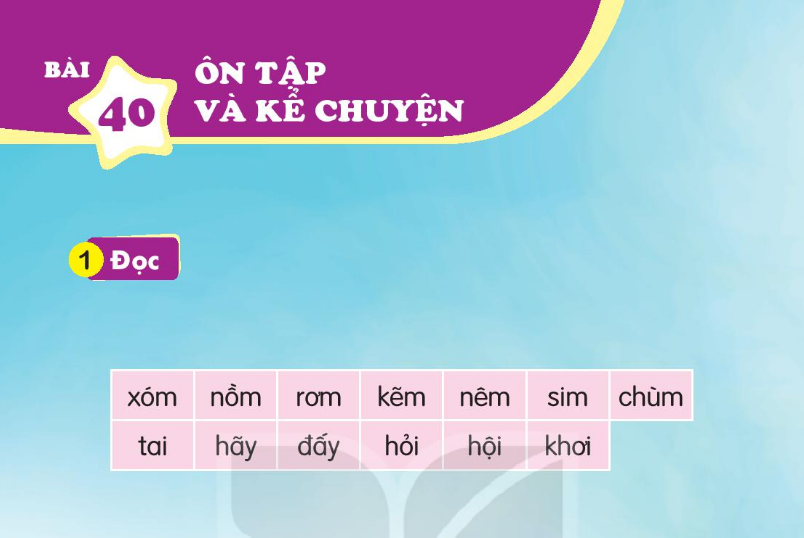 BÀI
40
ÔN TẬP
VÀ KỂ CHUYỆN
1 Đọc
xóm nồm rơm kẽm nêm sim chùm
tai hãy đấy hỏi hội khơi